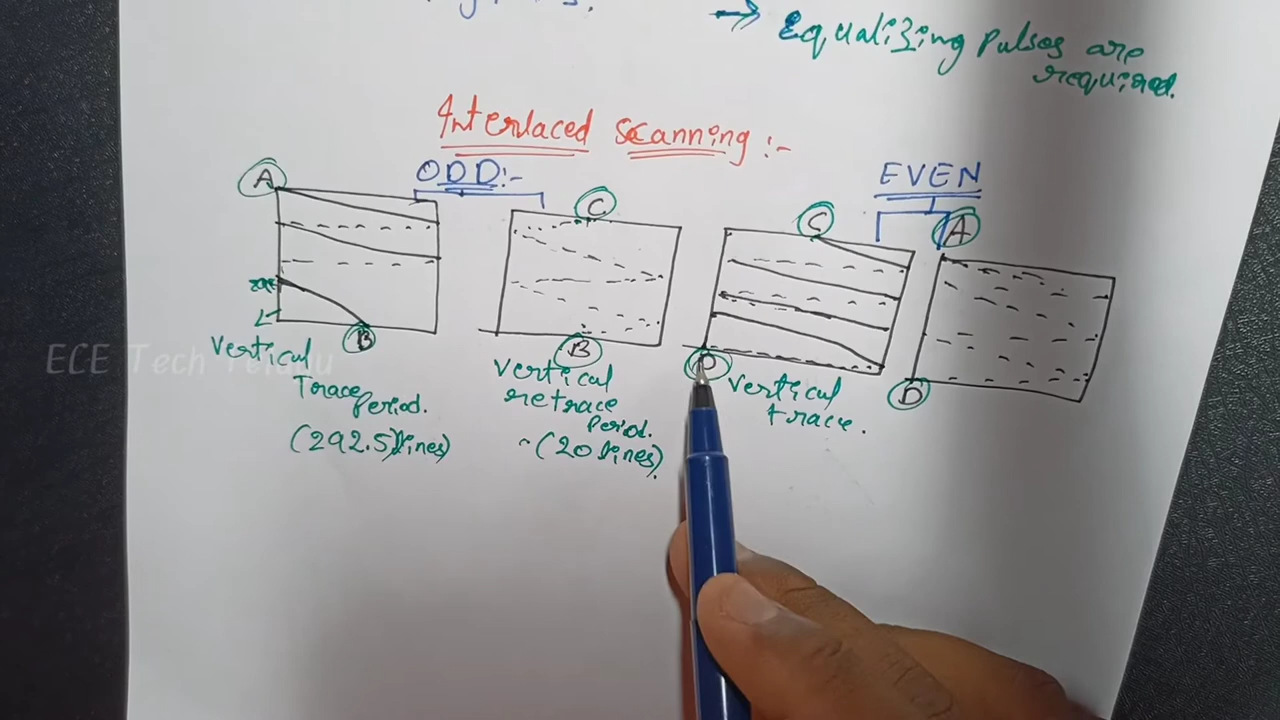 → Equalizing Pulses are
required.
Interlaced Scanning :-
ODD:-
EVEN
A
C
C
A
B
B
D
D
Vertical
Trace Period.
(292.5)lines)
Vertical
retrace
Period.
(20 lines).
Vertical
trace.
ECE Tech Telugu